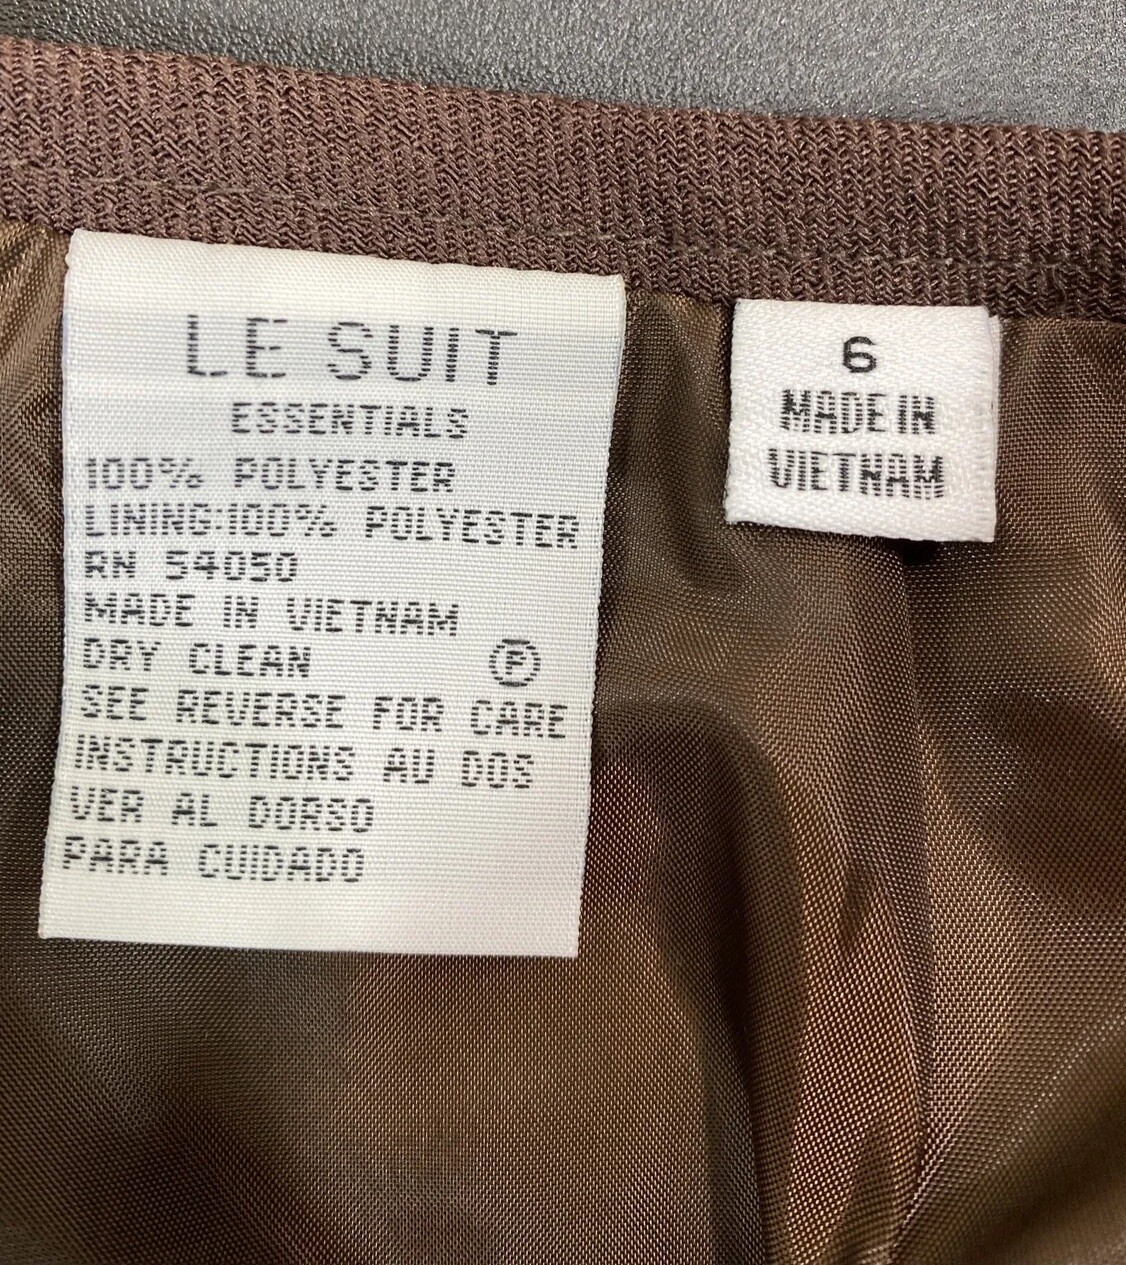 LE SUIT
ESSENTIALS
100% POLYESTER
LINING:100% POLYESTER
RN 54050
MADE IN VIETNAM
DRY CLEAN Ⓟ
SEE REVERSE FOR CARE
INSTRUCTIONS AU DOS
VER AL DORSO
PARA CUIDADO
6
MADE IN
VIETNAM